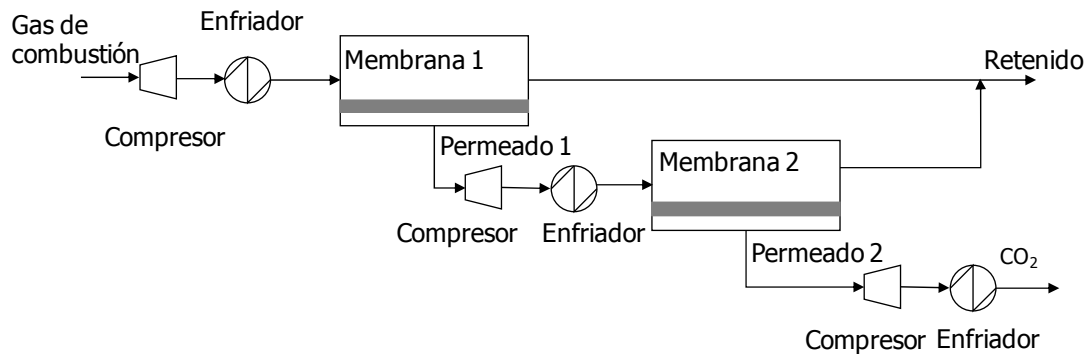 Gas de
combustión
Enfriador
Compresor
Membrana 1
Retenido
Permeado 1
Compresor
Enfriador
Membrana 2
Permeado 2
CO₂
Compresor
Enfriador